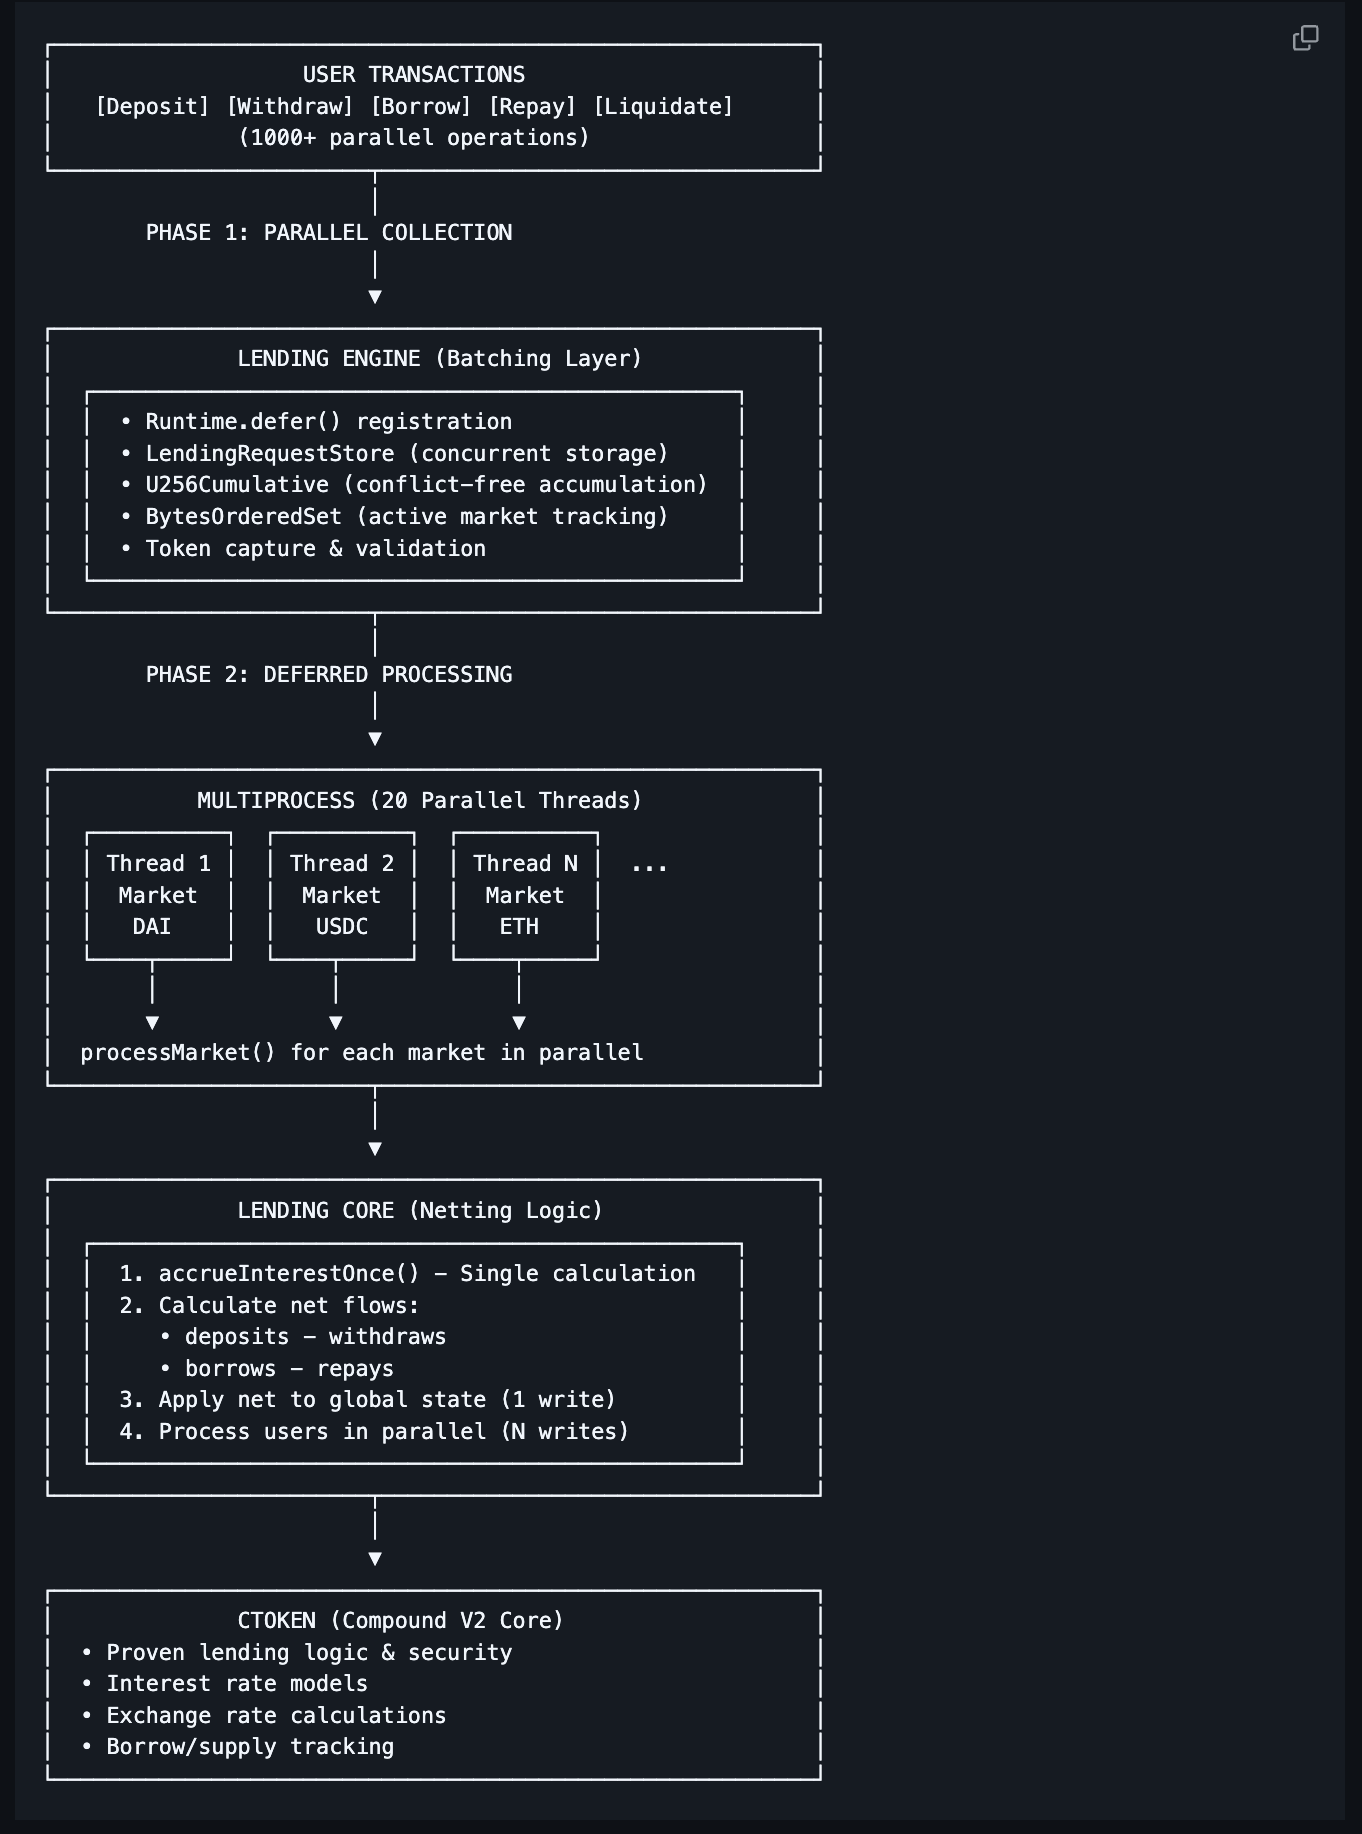 USER TRANSACTIONS
[Deposit] [Withdraw] [Borrow] [Repay] [Liquidate]
(1000+ parallel operations)
PHASE 1: PARALLEL COLLECTION
LENDING ENGINE (Batching Layer)
• Runtime.defer() registration
• LendingRequestStore (concurrent storage)
• U256Cumulative (conflict-free accumulation)
• BytesOrderedSet (active market tracking)
• Token capture & validation
PHASE 2: DEFERRED PROCESSING
MULTIPROCESS (20 Parallel Threads)
Thread 1 Thread 2 Thread N ...
Market Market Market
DAI USDC ETH
processMarket() for each market in parallel
LENDING CORE (Netting Logic)
1. accrueInterestOnce() - Single calculation
2. Calculate net flows:
• deposits - withdraws
• borrows - repays
3. Apply net to global state (1 write)
4. Process users in parallel (N writes)
CTOKEN (Compound V2 Core)
• Proven lending logic & security
• Interest rate models
• Exchange rate calculations
• Borrow/supply tracking